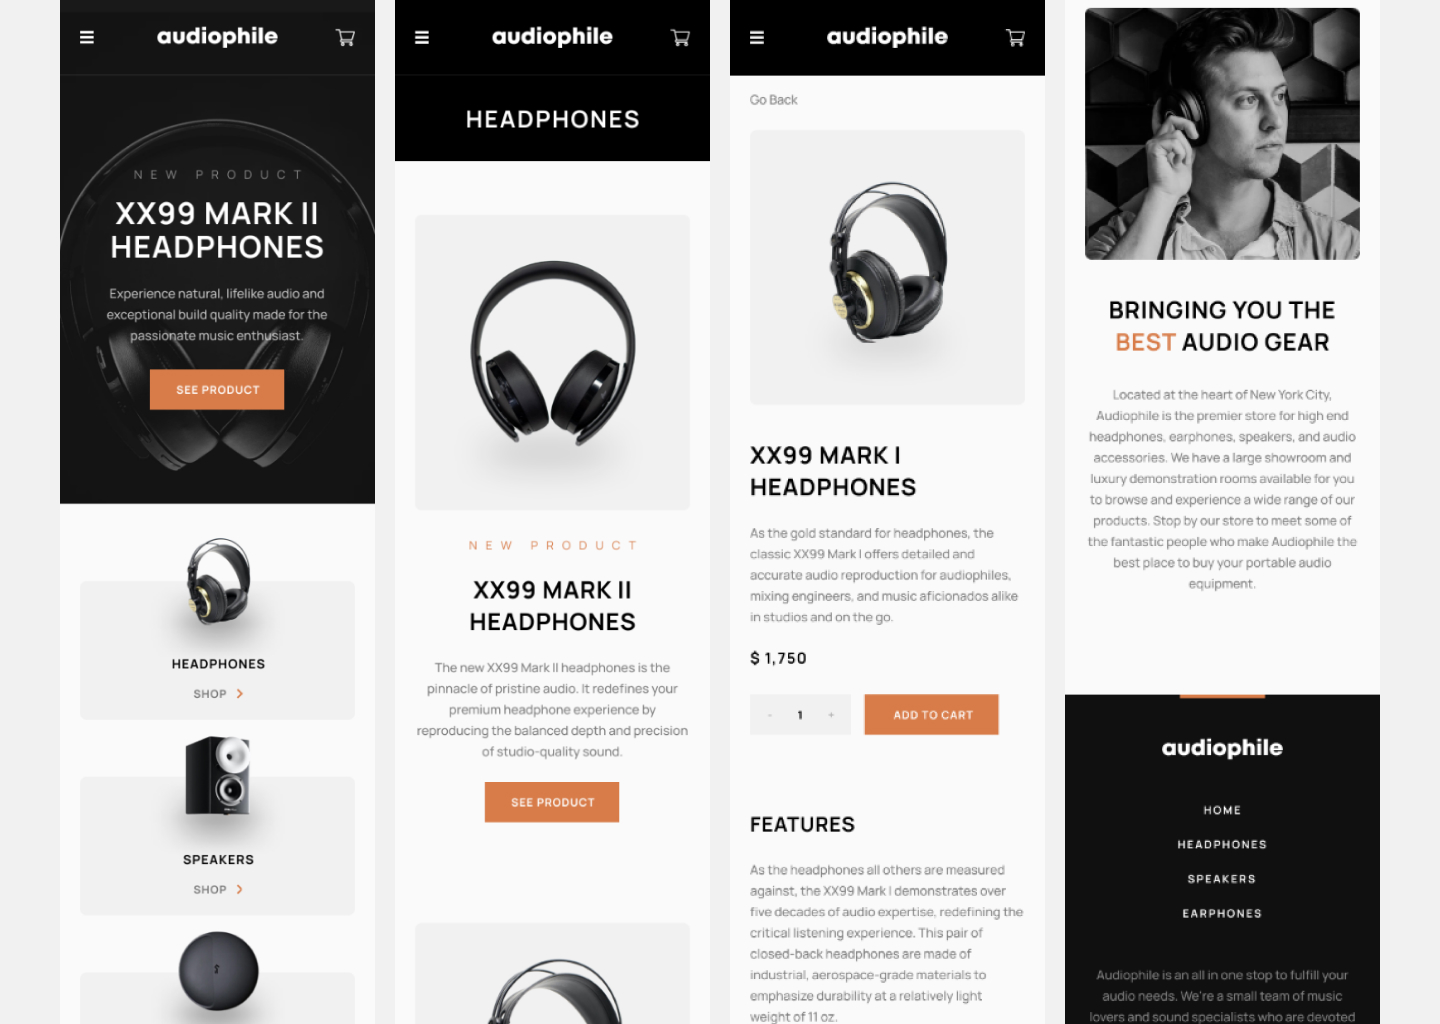 audiophile
NEW PRODUCT
XX99 MARK II
HEADPHONES
Experience natural, lifelike audio and
exceptional build quality made for the
passionate music enthusiast.
SEE PRODUCT
HEADPHONES
SHOP
SPEAKERS
SHOP
audiophile
HEADPHONES
NEW PRODUCT
XX99 MARK II
HEADPHONES
The new XX99 Mark II headphones is the
pinnacle of pristine audio. It redefines your
premium headphone experience by
reproducing the balanced depth and precision
of studio-quality sound.
SEE PRODUCT
audiophile
Go Back
XX99 MARK I
HEADPHONES
As the gold standard for headphones, the
classic XX99 Mark I offers detailed and
accurate audio reproduction for audiophiles,
mixing engineers, and music aficionados alike
in studios and on the go.
$ 1,750
- 1 +
ADD TO CART
FEATURES
As the headphones all others are measured
against, the XX99 Mark I demonstrates over
five decades of audio expertise, redefining the
critical listening experience. This pair of
closed-back headphones are made of
industrial, aerospace-grade materials to
emphasize durability at a relatively light
weight of 11 oz.
BRINGING YOU THE
BEST AUDIO GEAR
Located at the heart of New York City,
Audiophile is the premier store for high end
headphones, earphones, speakers, and audio
accessories. We have a large showroom and
luxury demonstration rooms available for you
to browse and experience a wide range of our
products. Stop by our store to meet some of
the fantastic people who make Audiophile the
best place to buy your portable audio
equipment.
audiophile
HOME
HEADPHONES
SPEAKERS
EARPHONES
Audiophile is an all in one stop to fulfill your
audio needs. We're a small team of music
lovers and sound specialists who are devoted